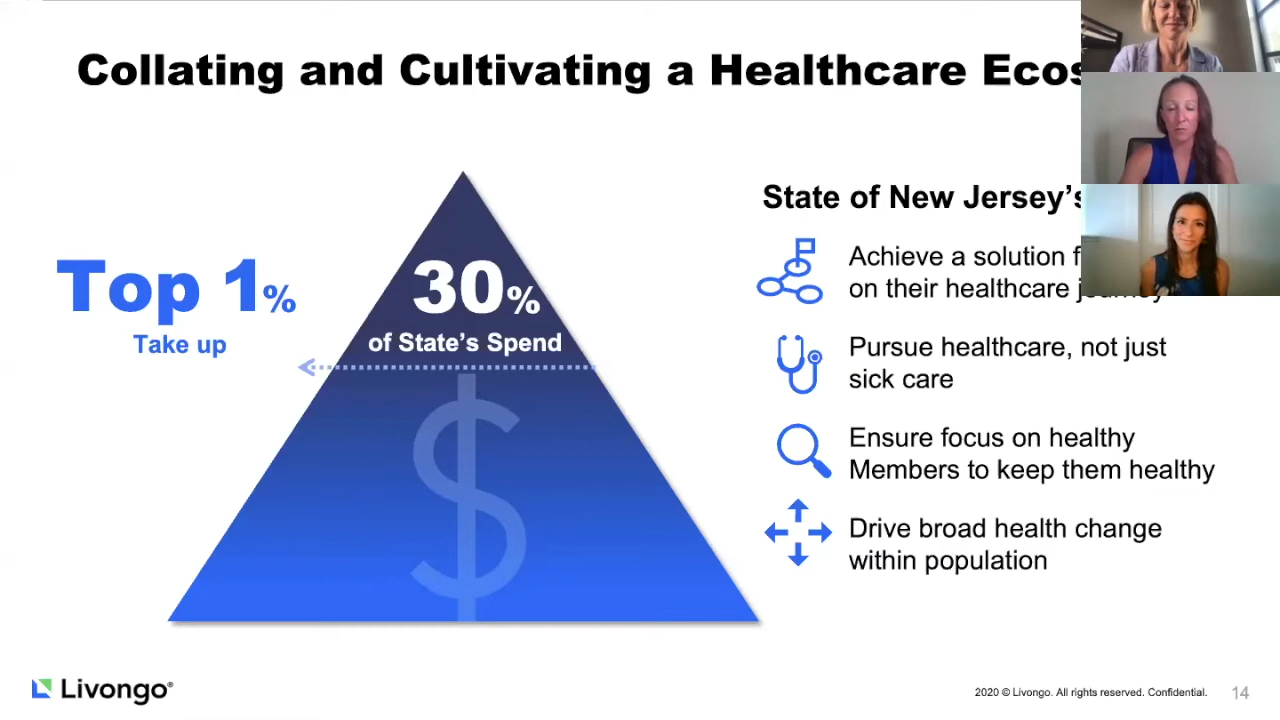 Collating and Cultivating a Healthcare
State of New Jersey's
Top 1%
Take up
30%
of State's Spend
$
Achieve a solution
on their healthcare
Pursue healthcare, not just
sick care
Ensure focus on healthy
Members to keep them healthy
Drive broad health change
within population
Livongo®
2020 © Livongo. All rights reserved. Confidential.
14